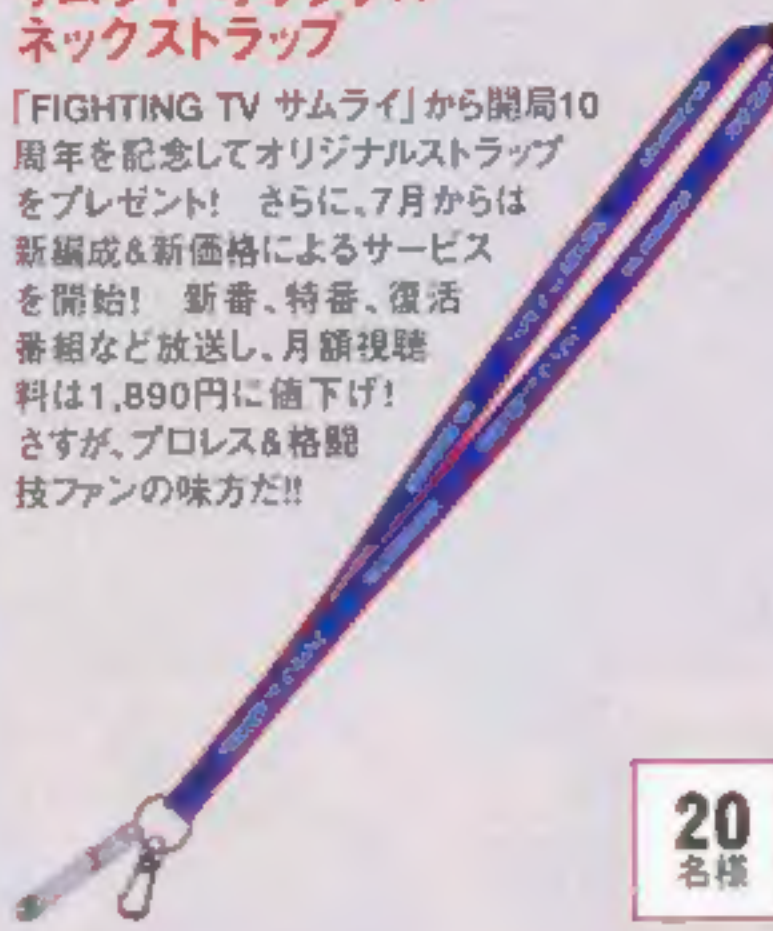 ネックストラップ
「FIGHTING TV サムライ」から開局10
周年を記念してオリジナルストラップ
をプレゼント! さらに、7月からは
新編成&新価格によるサービス
を開始! 新番、特番、復活
番組など放送し、月額視聴
料は1,890円に値下げ!
さすが、プロレス&格闘
技ファンの味方だ!!
20
名様